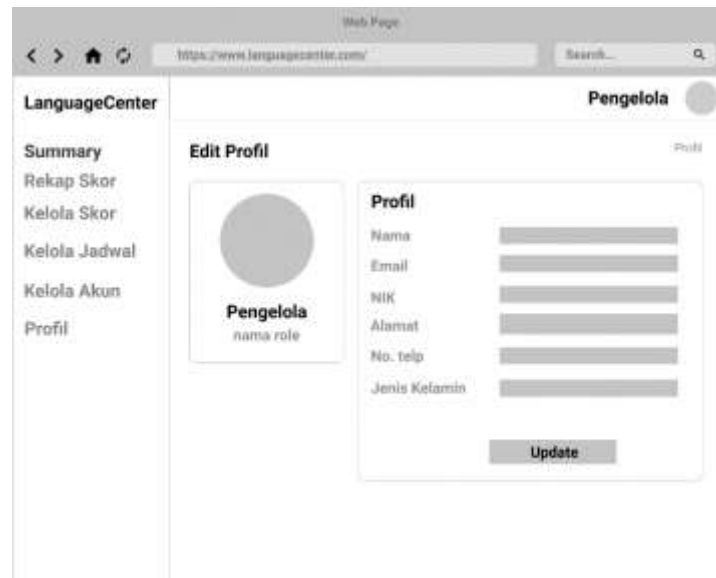 Web Page
https://www.languagecenter.com/
Search...
LanguageCenter
Pengelola
Summary
Rekap Skor
Kelola Skor
Kelola Jadwal
Kelola Akun
Profil
Edit Profil
Profil
Pengelola
nama role
Profil
Nama
Email
NIK
Alamat
No. telp
Jenis Kelamin
Update